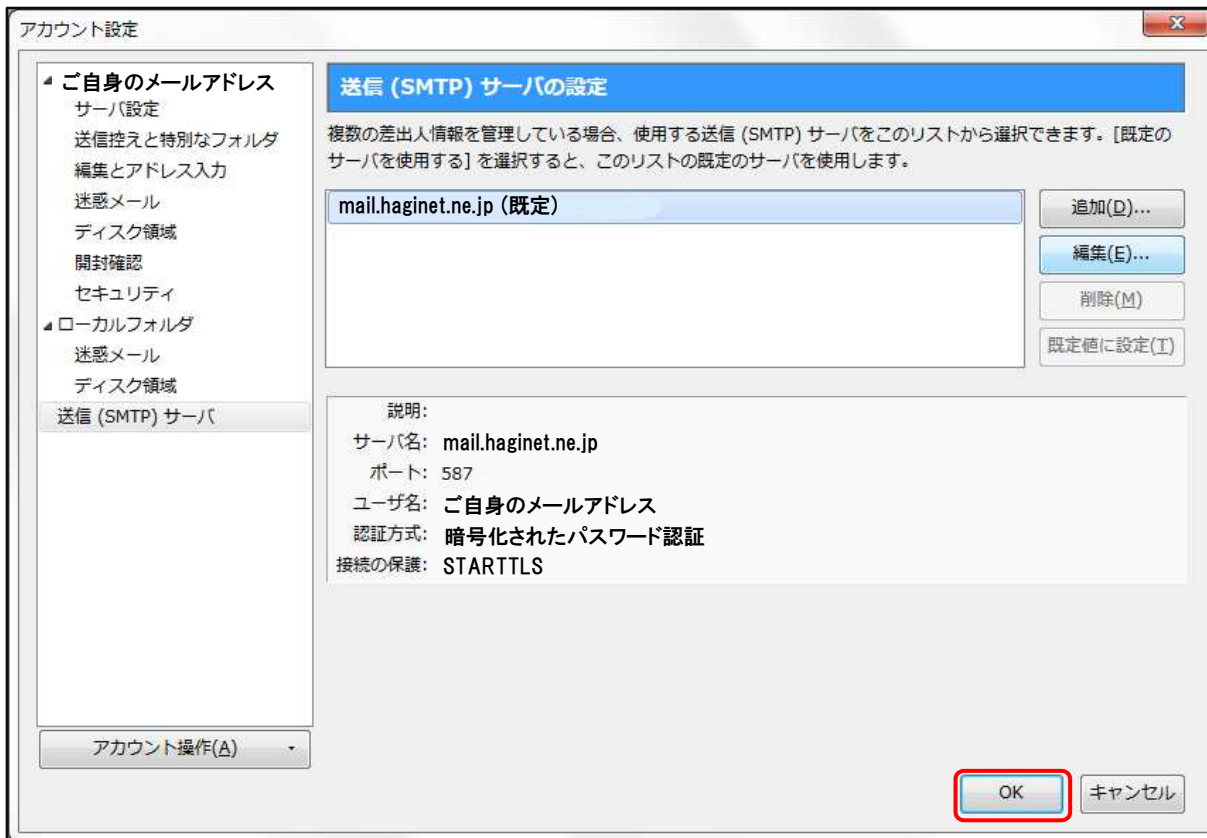 アカウント設定
ご自身のメールアドレス
サーバ設定
送信控えと特別なフォルダ
編集とアドレス入力
迷惑メール
ディスク領域
開封確認
セキュリティ
ローカルフォルダ
迷惑メール
ディスク領域
送信 (SMTP) サーバ
アカウント操作(A)
送信 (SMTP) サーバの設定
複数の差出人情報を管理している場合、使用する送信 (SMTP) サーバをこのリストから選択できます。[既定の
サーバを使用する] を選択すると、このリストの既定のサーバを使用します。
mail.haginet.ne.jp (既定)
追加(D)...
編集(E)...
削除(M)
既定値に設定(T)
説明:
サーバ名: mail.haginet.ne.jp
ポート: 587
ユーザ名: ご自身のメールアドレス
認証方式: 暗号化されたパスワード認証
接続の保護: STARTTLS
OK
キャンセル